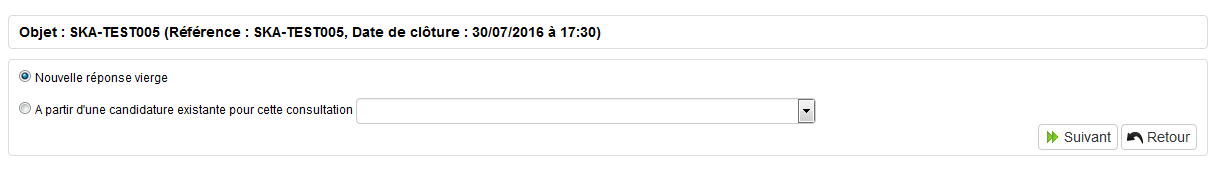 Objet : SKA-TEST005 (Référence : SKA-TEST005, Date de clôture : 30/07/2016 à 17:30)
Nouvelle réponse vierge
A partir d'une candidature existante pour cette consultation
Suivant Retour